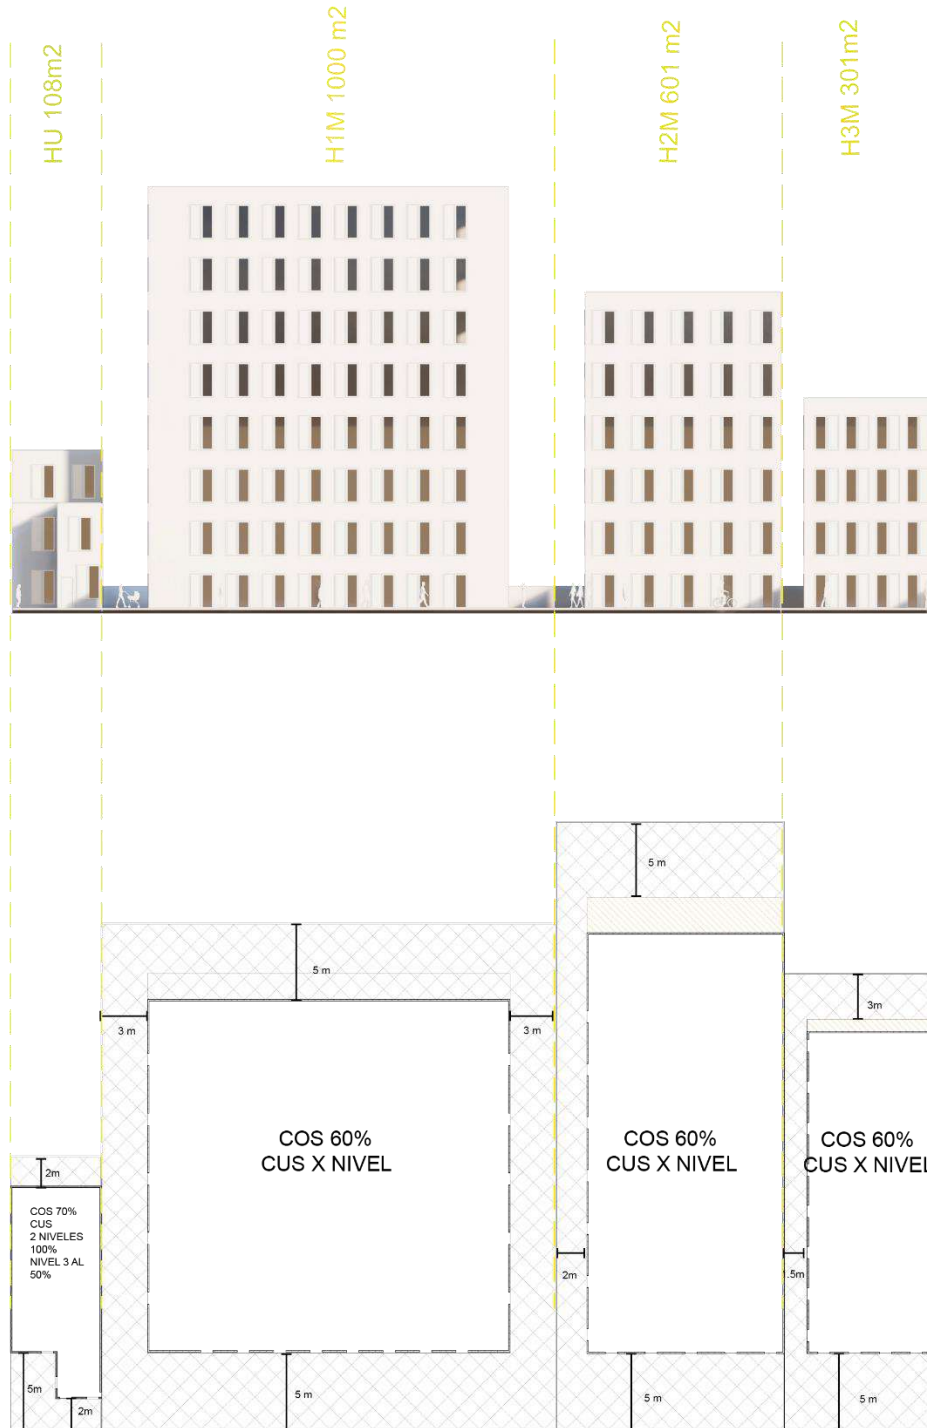 HU 108m2
H1M 1000 m2
H2M 601 m2
H3M 301m2
5 m
5 m
3 m
3 m
3m
COS 60%
CUS X NIVEL
COS 60%
CUS X NIVEL
COS 60%
CUS X NIVEL
2m
COS 70%
CUS
2 NIVELES
100%
NIVEL 3 AL
50%
2m
.5m
5m
2m
5 m
5 m
5 m